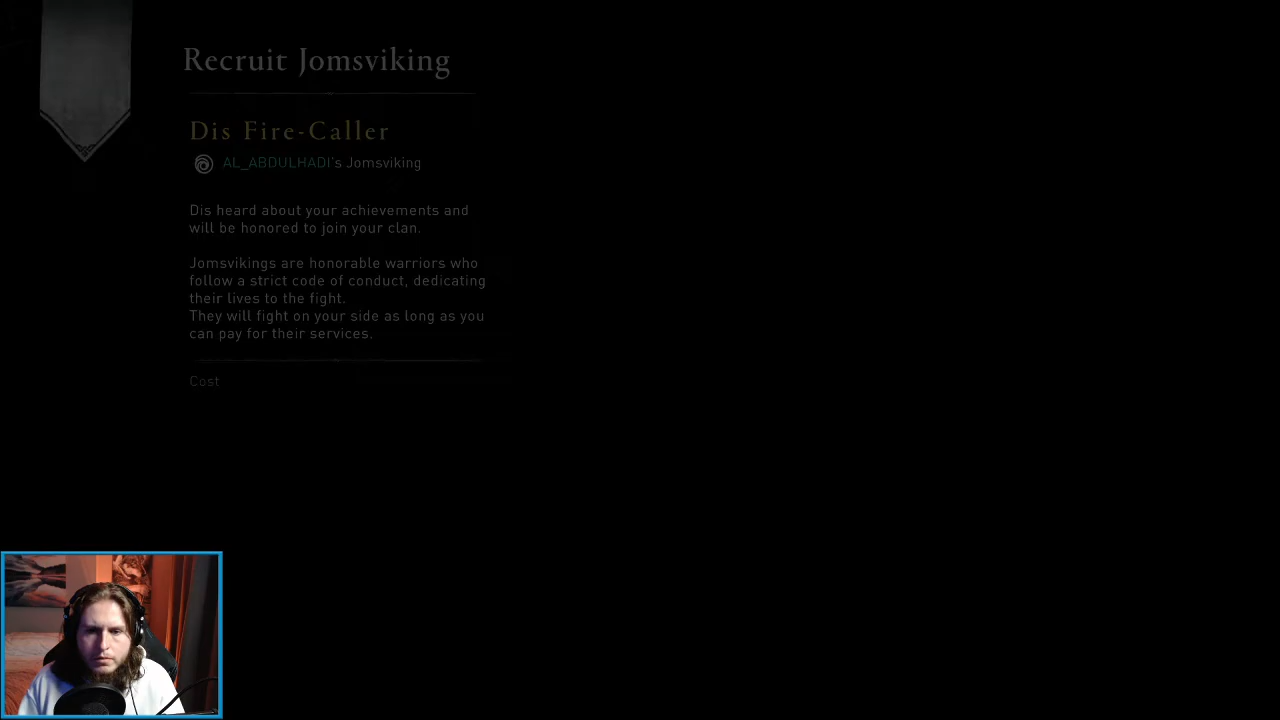 Recruit Jomsviking
Dis Fire-Caller
AL_ABDULHADI's Jomsviking
Dis heard about your achievements and
will be honored to join your clan.
Jomsvikings are honorable warriors who
follow a strict code of conduct, dedicating
their lives to the fight.
They will fight on your side as long as you
can pay for their services.
Cost